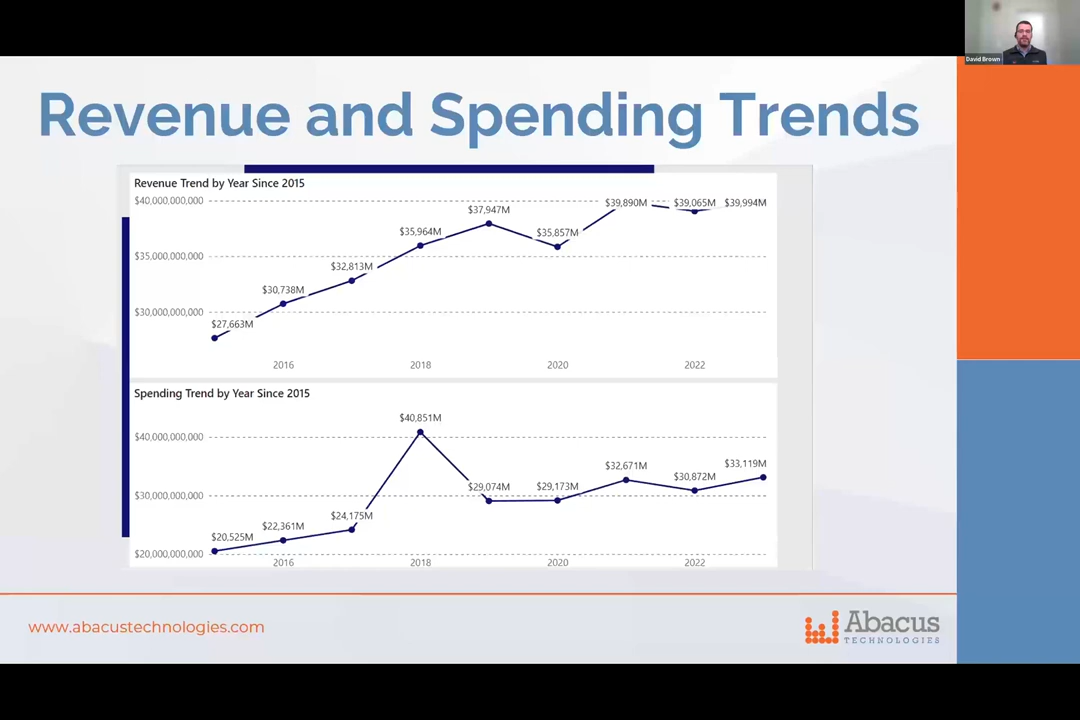 David Brown
Revenue and Spending Trends
Revenue Trend by Year Since 2015
$40,000,000,000
$35,000,000,000
$30,000,000,000
$27,663M
$30,738M
$32,813M
$35,964M
$37,947M
$35,857M
$39,890M
$39,065M
$39,994M
2016
2018
2020
2022
Spending Trend by Year Since 2015
$40,000,000,000
$30,000,000,000
$20,000,000,000
$20,525M
$22,361M
$24,175M
$40,851M
$29,074M
$29,173M
$32,671M
$30,872M
$33,119M
2016
2018
2020
2022
www.abacustechnologies.com
Abacus
TECHNOLOGIES